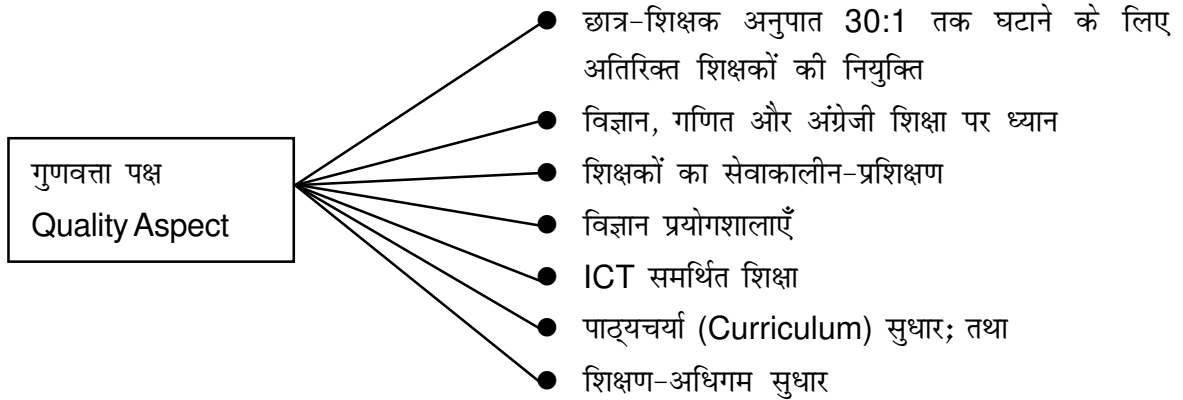 गुणवत्ता पक्ष
Quality Aspect
छात्र-शिक्षक अनुपात 30:1 तक घटाने के लिए
अतिरिक्त शिक्षकों की नियुक्ति
विज्ञान, गणित और अंग्रेजी शिक्षा पर ध्यान
शिक्षकों का सेवाकालीन-प्रशिक्षण
विज्ञान प्रयोगशालाएँ
ICT समर्थित शिक्षा
पाठ्यचर्या (Curriculum) सुधार; तथा
शिक्षण-अधिगम सुधार